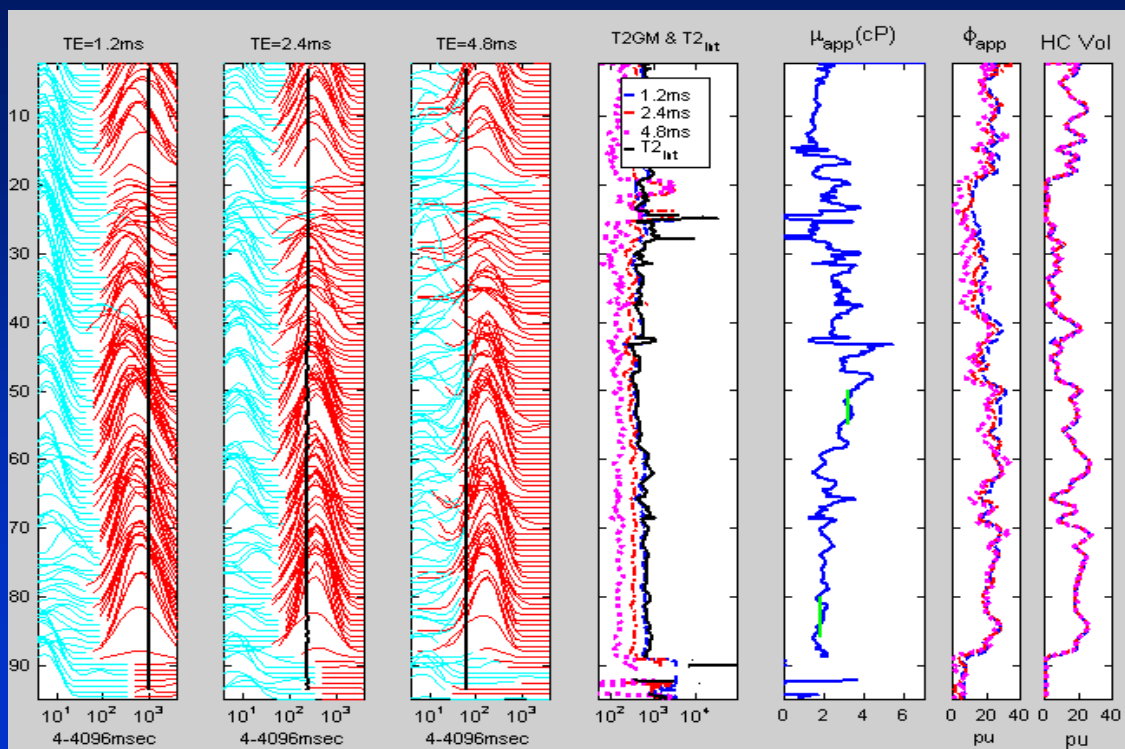 TE=1.2ms TE=2.4ms TE=4.8ms T2GM & T2Int μapp(cP) ϕapp HC Vol
1.2ms
2.4ms
4.8ms
T2Int
10
20
30
40
50
60
70
80
90
10¹ 10² 10³ 10¹ 10² 10³ 10¹ 10² 10³ 10² 10³ 10⁴ 0 2 4 6 0 20 40 0 20 40
4-4096msec 4-4096msec 4-4096msec pu pu